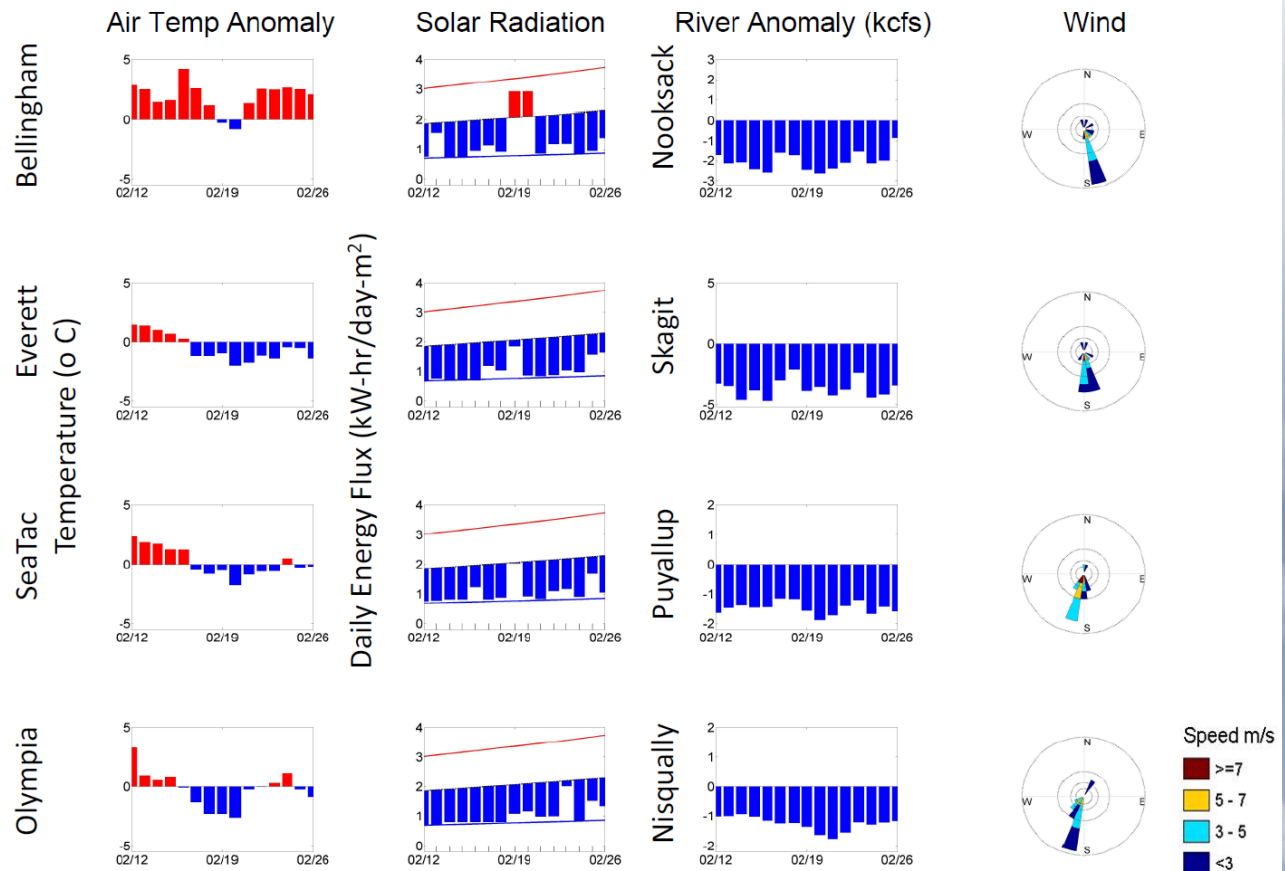 Air Temp Anomaly
Solar Radiation
River Anomaly (kcfs)
Wind
Temperature (o C)
Daily Energy Flux (kW-hr/day-m²)
Bellingham
5
0
-5
02/12
02/19
02/26
4
3
2
1
0
02/12
02/19
02/26
Nooksack
3
2
1
0
-1
-2
-3
02/12
02/19
02/26
N
W
E
S
Everett
5
0
-5
02/12
02/19
02/26
4
3
2
1
0
02/12
02/19
02/26
Skagit
5
0
-5
02/12
02/19
02/26
N
W
E
S
SeaTac
5
0
-5
02/12
02/19
02/26
4
3
2
1
0
02/12
02/19
02/26
Puyallup
2
1
0
-1
-2
02/12
02/19
02/26
N
W
E
S
Olympia
5
0
-5
02/12
02/19
02/26
4
3
2
1
0
02/12
02/19
02/26
Nisqually
2
1
0
-1
-2
02/12
02/19
02/26
N
W
E
S
Speed m/s
>=7
5 - 7
3 - 5
<3